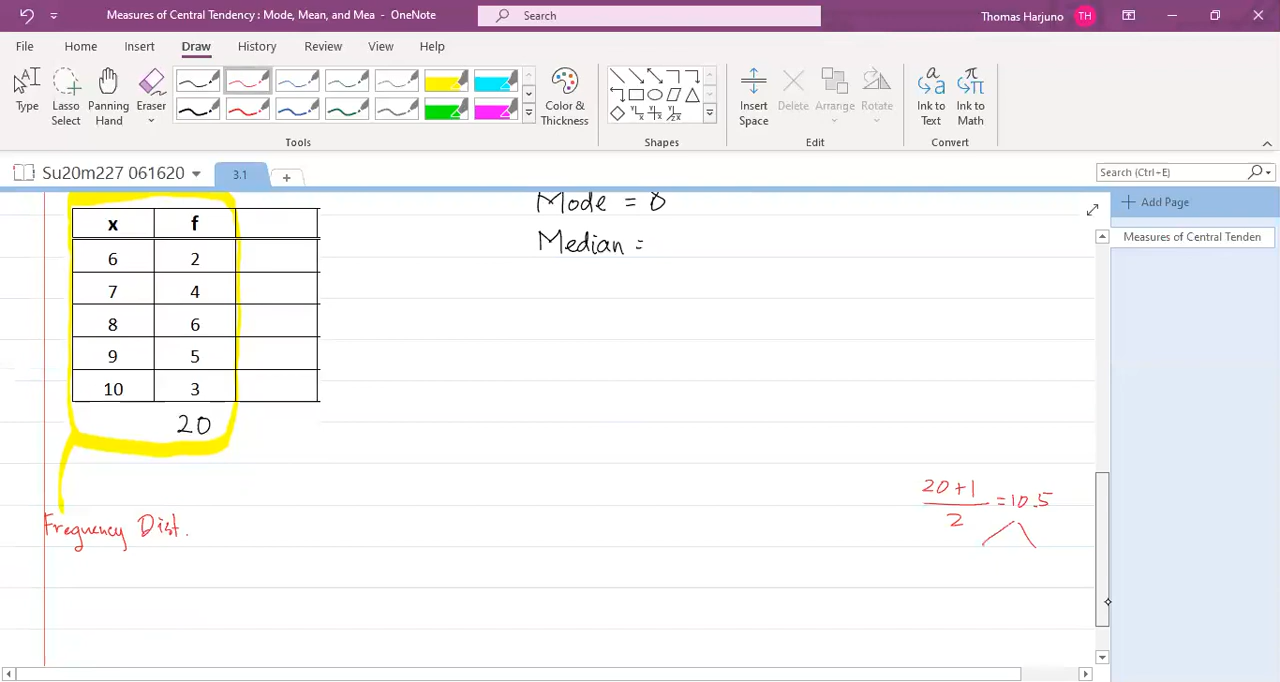 Measures of Central Tendency : Mode, Mean, and Mea - OneNote
Search
Thomas Harjuno TH
File Home Insert Draw History Review View Help
Type
Lasso Select
Panning Hand
Eraser
Color & Thickness
Insert Space
Delete
Arrange
Rotate
Ink to Text
Ink to Math
Tools
Shapes
Edit
Convert
Su20m227 061620
3.1
Search (Ctrl+E)
Add Page
Measures of Central Tenden
Mode = 8
Median =
x f
6 2
7 4
8 6
9 5
10 3
20
Frequency Dist.
20+1
= 10.5
2